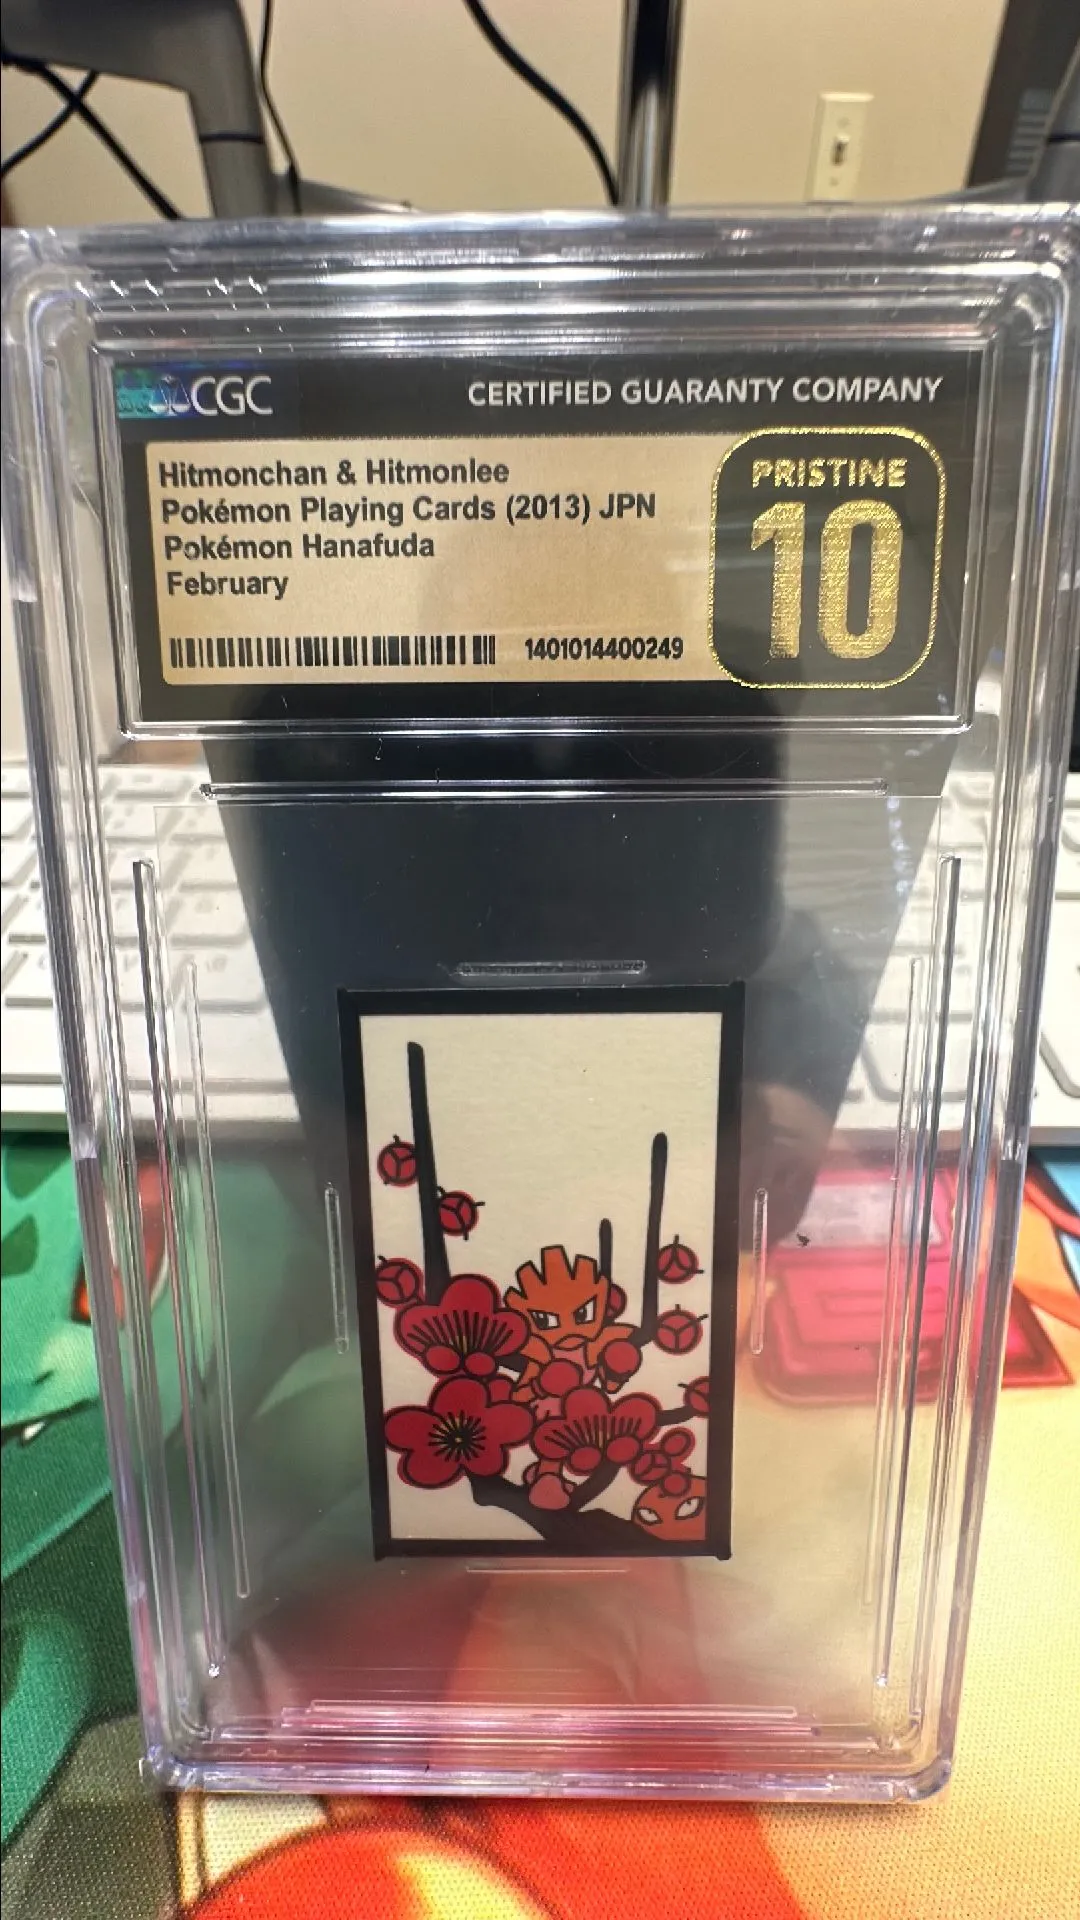 CGC
CERTIFIED GUARANTY COMPANY
Hitmonchan & Hitmonlee
Pokémon Playing Cards (2013) JPN
Pokémon Hanafuda
February
1401014400249
PRISTINE
10